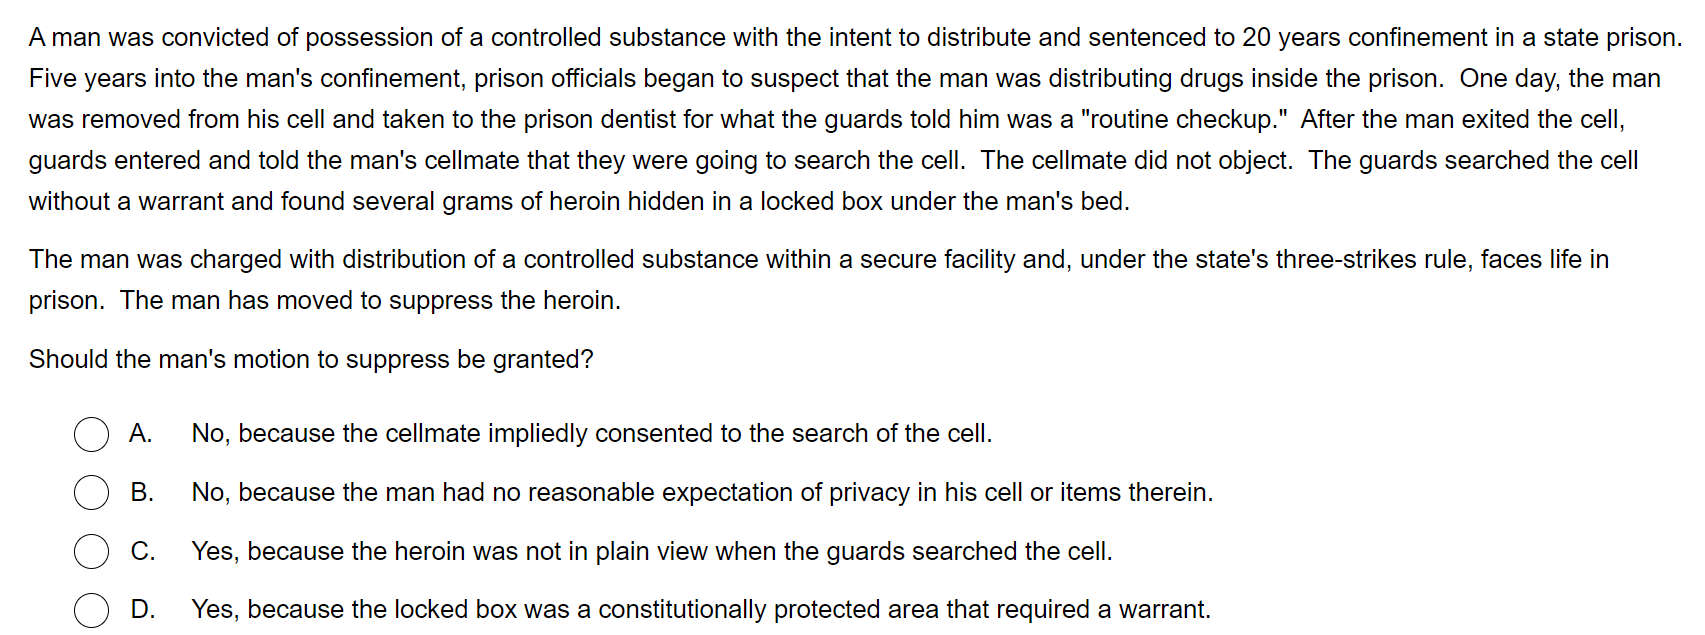 A man was convicted of possession of a controlled substance with the intent to distribute and sentenced to 20 years confinement in a state prison.
Five years into the man's confinement, prison officials began to suspect that the man was distributing drugs inside the prison.  One day, the man
was removed from his cell and taken to the prison dentist for what the guards told him was a "routine checkup."  After the man exited the cell,
guards entered and told the man's cellmate that they were going to search the cell.  The cellmate did not object.  The guards searched the cell
without a warrant and found several grams of heroin hidden in a locked box under the man's bed.
The man was charged with distribution of a controlled substance within a secure facility and, under the state's three-strikes rule, faces life in
prison.  The man has moved to suppress the heroin.
Should the man's motion to suppress be granted?
A. No, because the cellmate impliedly consented to the search of the cell.
B. No, because the man had no reasonable expectation of privacy in his cell or items therein.
C. Yes, because the heroin was not in plain view when the guards searched the cell.
D. Yes, because the locked box was a constitutionally protected area that required a warrant.